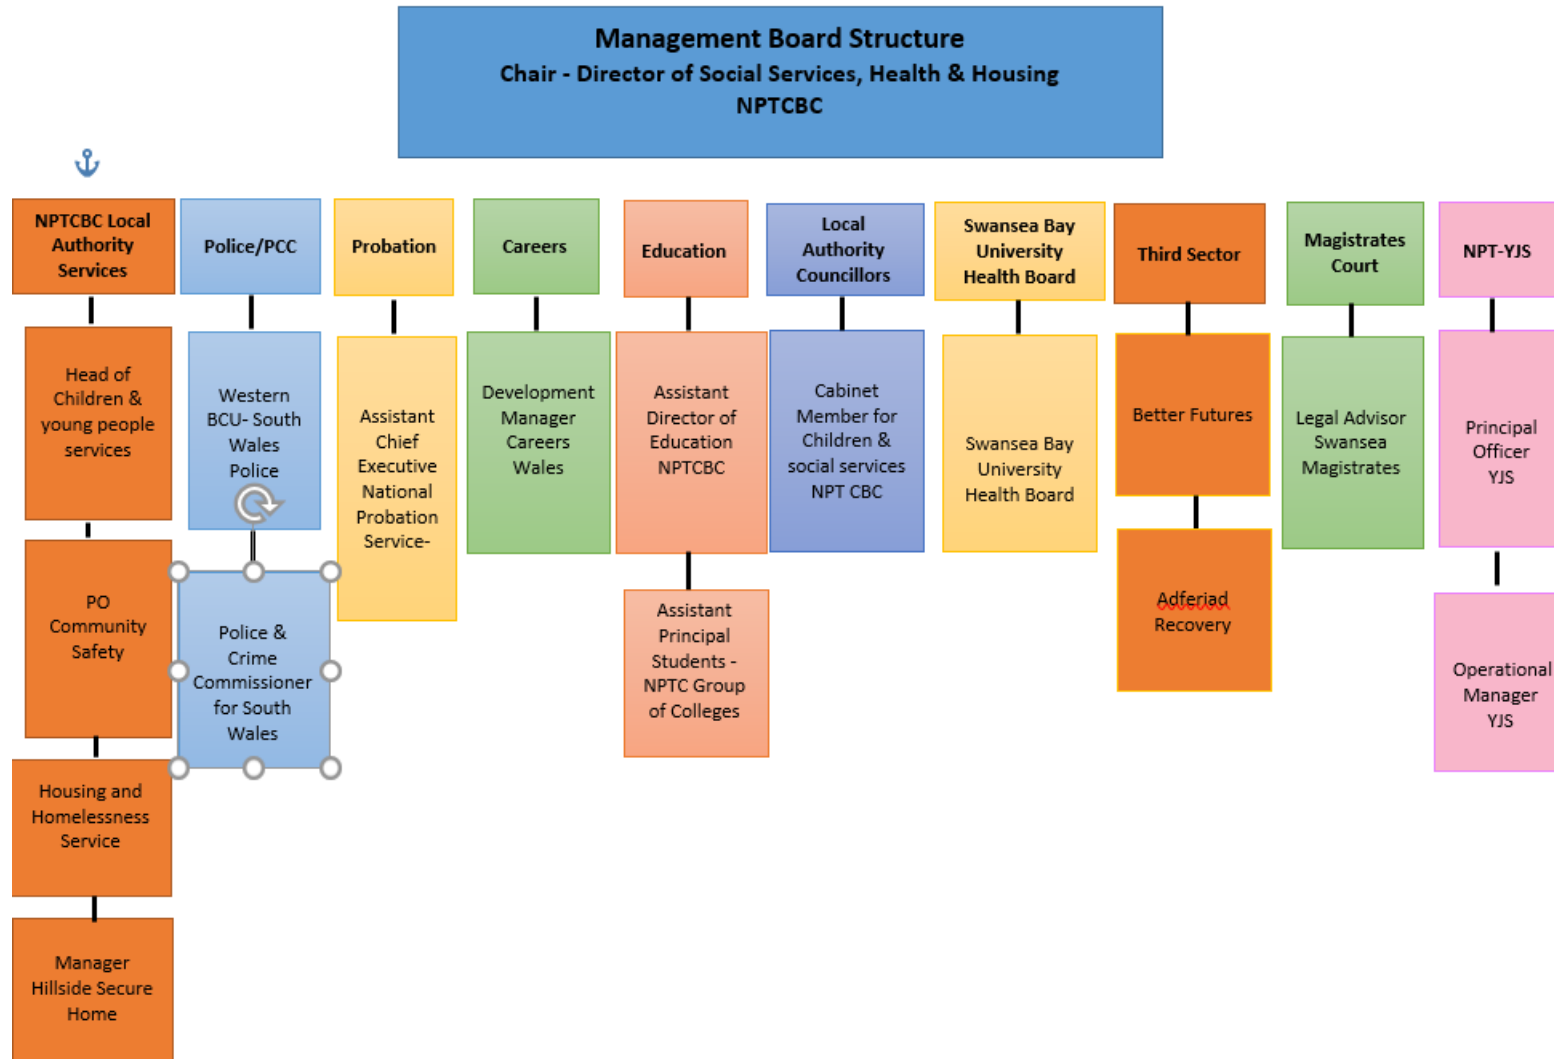 Management Board Structure
Chair - Director of Social Services, Health & Housing
NPTCBC
NPTCBC Local
Authority
Services
Police/PCC
Probation
Careers
Education
Local
Authority
Councillors
Swansea Bay
University
Health Board
Third Sector
Magistrates
Court
NPT-YJS
Head of
Children &
young people
services
Western
BCU- South
Wales
Police
Assistant
Chief
Executive
National
Probation
Service-
Development
Manager
Careers
Wales
Assistant
Director of
Education
NPTCBC
Cabinet
Member for
Children &
social services
NPT CBC
Swansea Bay
University
Health Board
Better Futures
Legal Advisor
Swansea
Magistrates
Principal
Officer
YJS
PO
Community
Safety
Police &
Crime
Commissioner
for South
Wales
Assistant
Principal
Students -
NPTC Group
of Colleges
Adferiad
Recovery
Operational
Manager
YJS
Housing and
Homelessness
Service
Manager
Hillside Secure
Home